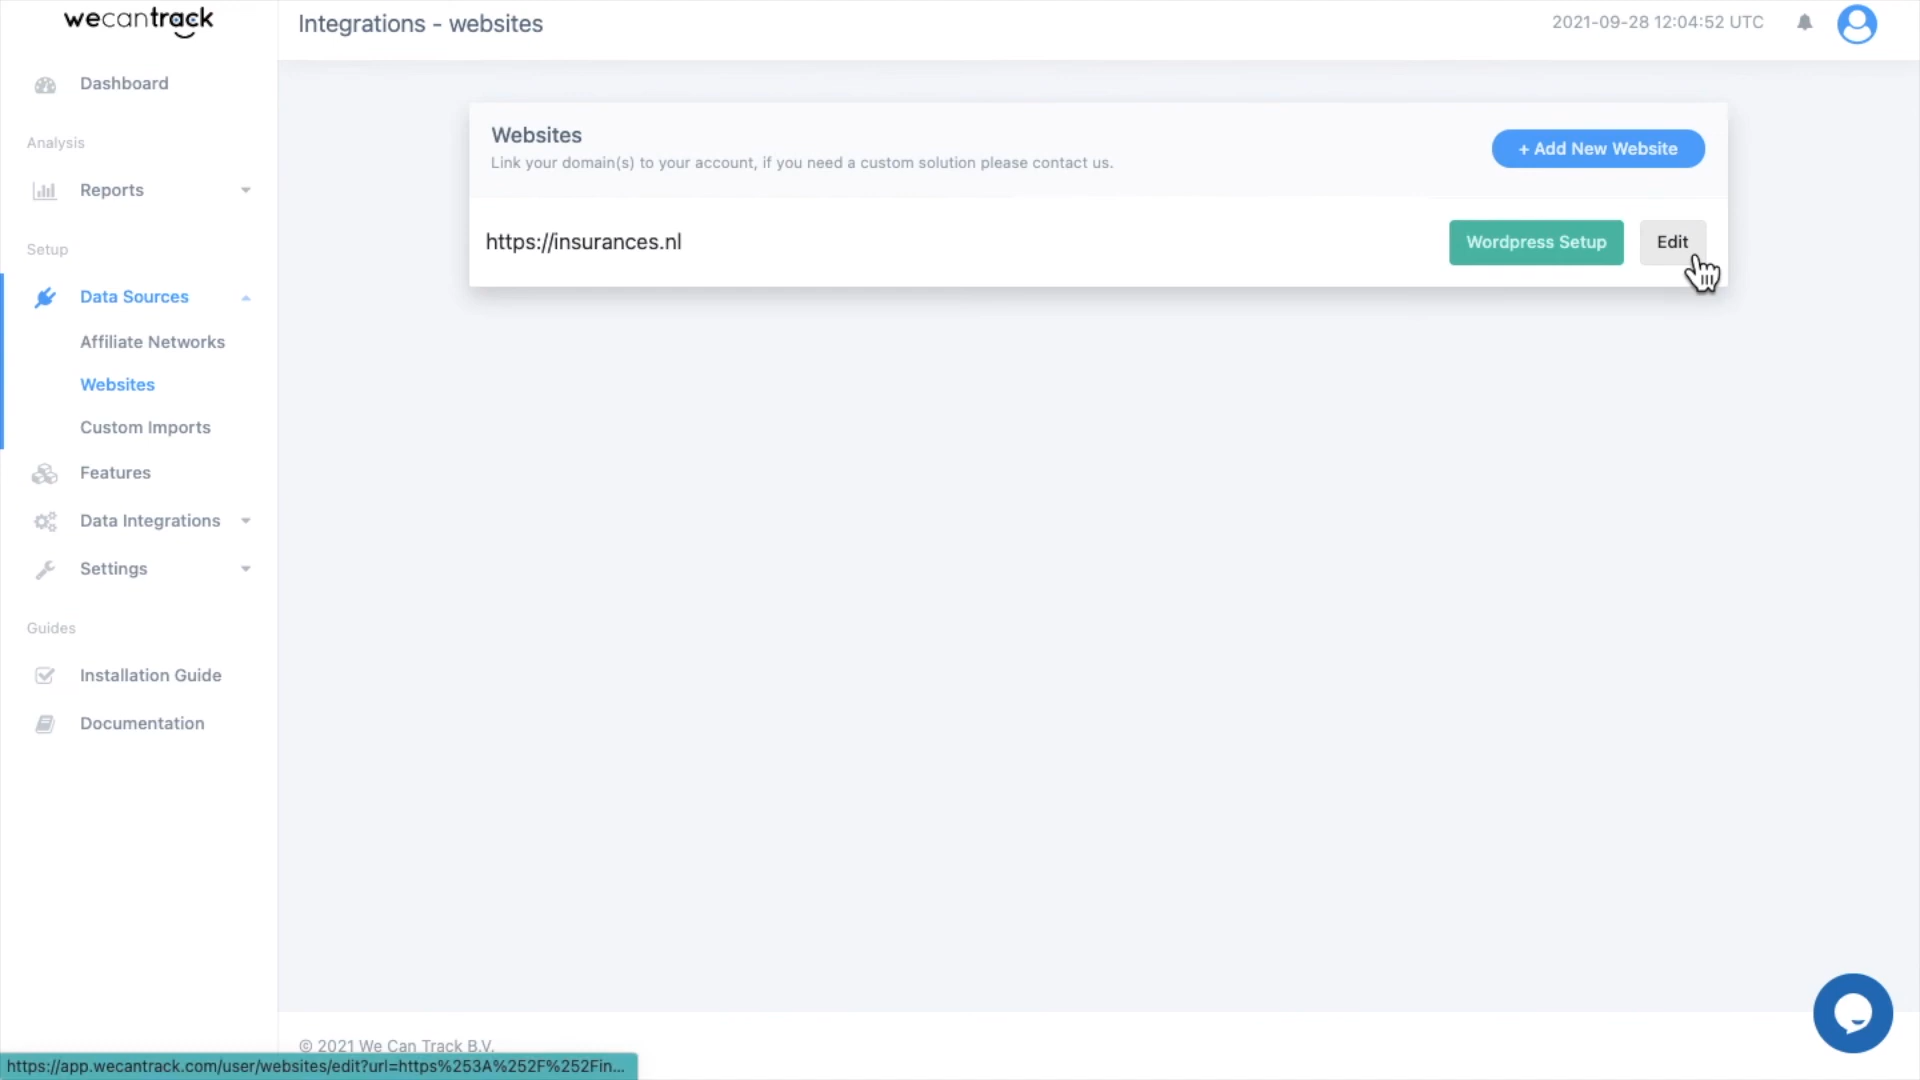 wecantrack
Integrations - websites
2021-09-28 12:04:52 UTC
Dashboard
Analysis
Reports
Setup
Data Sources
Affiliate Networks
Websites
Custom Imports
Features
Data Integrations
Settings
Guides
Installation Guide
Documentation
Websites
Link your domain(s) to your account, if you need a custom solution please contact us.
+ Add New Website
https://insurances.nl
Wordpress Setup
Edit
© 2021 We Can Track B.V.
https://app.wecantrack.com/user/websites/edit?url=https%253A%252F%252Fin...